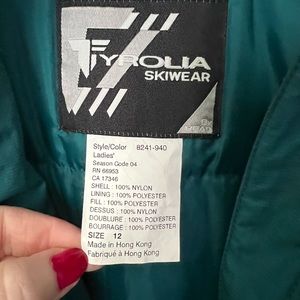 TYROLIA
SKIWEAR
Style/Color 8241-940
Ladies'
Season Code 04
RN 66953
CA 17346
SHELL : 100% NYLON
LINING : 100% POLYESTER
FILL : 100% POLYESTER
DESSUS : 100% NYLON
DOUBLURE : 100% POLYESTER
BOURRAGE : 100% POLYESTER
SIZE 12
Made in Hong Kong
Fabriqué à Hong Kong